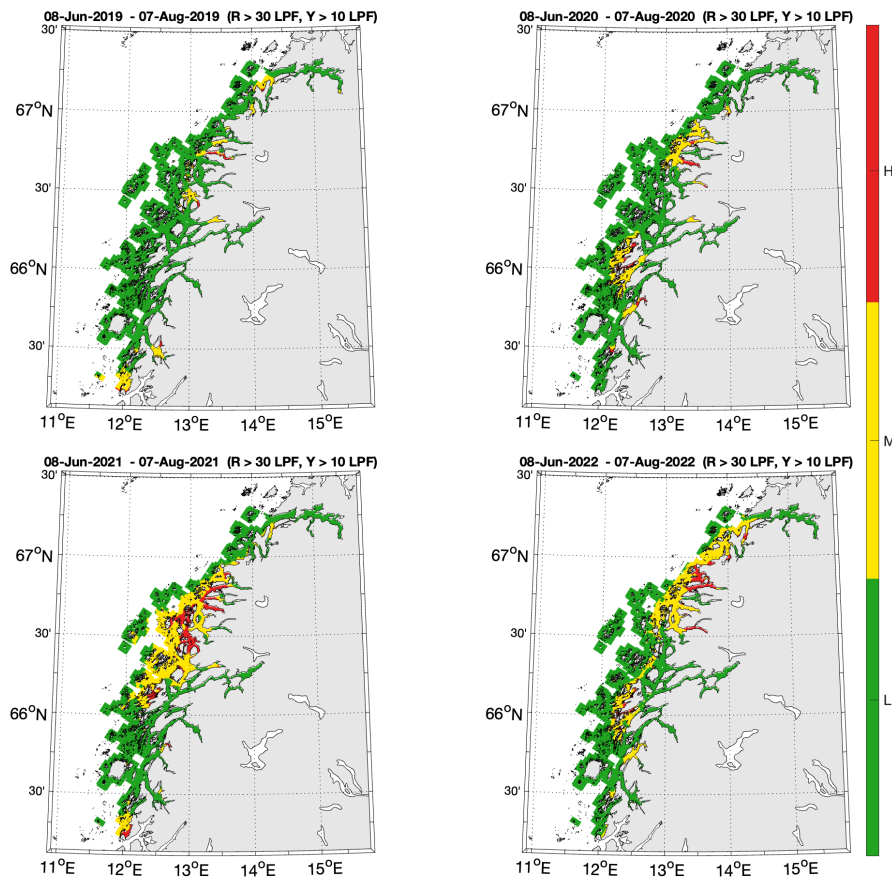 08-Jun-2019 - 07-Aug-2019 (R > 30 LPF, Y > 10 LPF)
30'
67°N
30'
66°N
30'
11°E 12°E 13°E 14°E 15°E
08-Jun-2020 - 07-Aug-2020 (R > 30 LPF, Y > 10 LPF)
30'
67°N
30'
66°N
30'
11°E 12°E 13°E 14°E 15°E
08-Jun-2021 - 07-Aug-2021 (R > 30 LPF, Y > 10 LPF)
30'
67°N
30'
66°N
30'
11°E 12°E 13°E 14°E 15°E
08-Jun-2022 - 07-Aug-2022 (R > 30 LPF, Y > 10 LPF)
30'
67°N
30'
66°N
30'
11°E 12°E 13°E 14°E 15°E
H
M
L